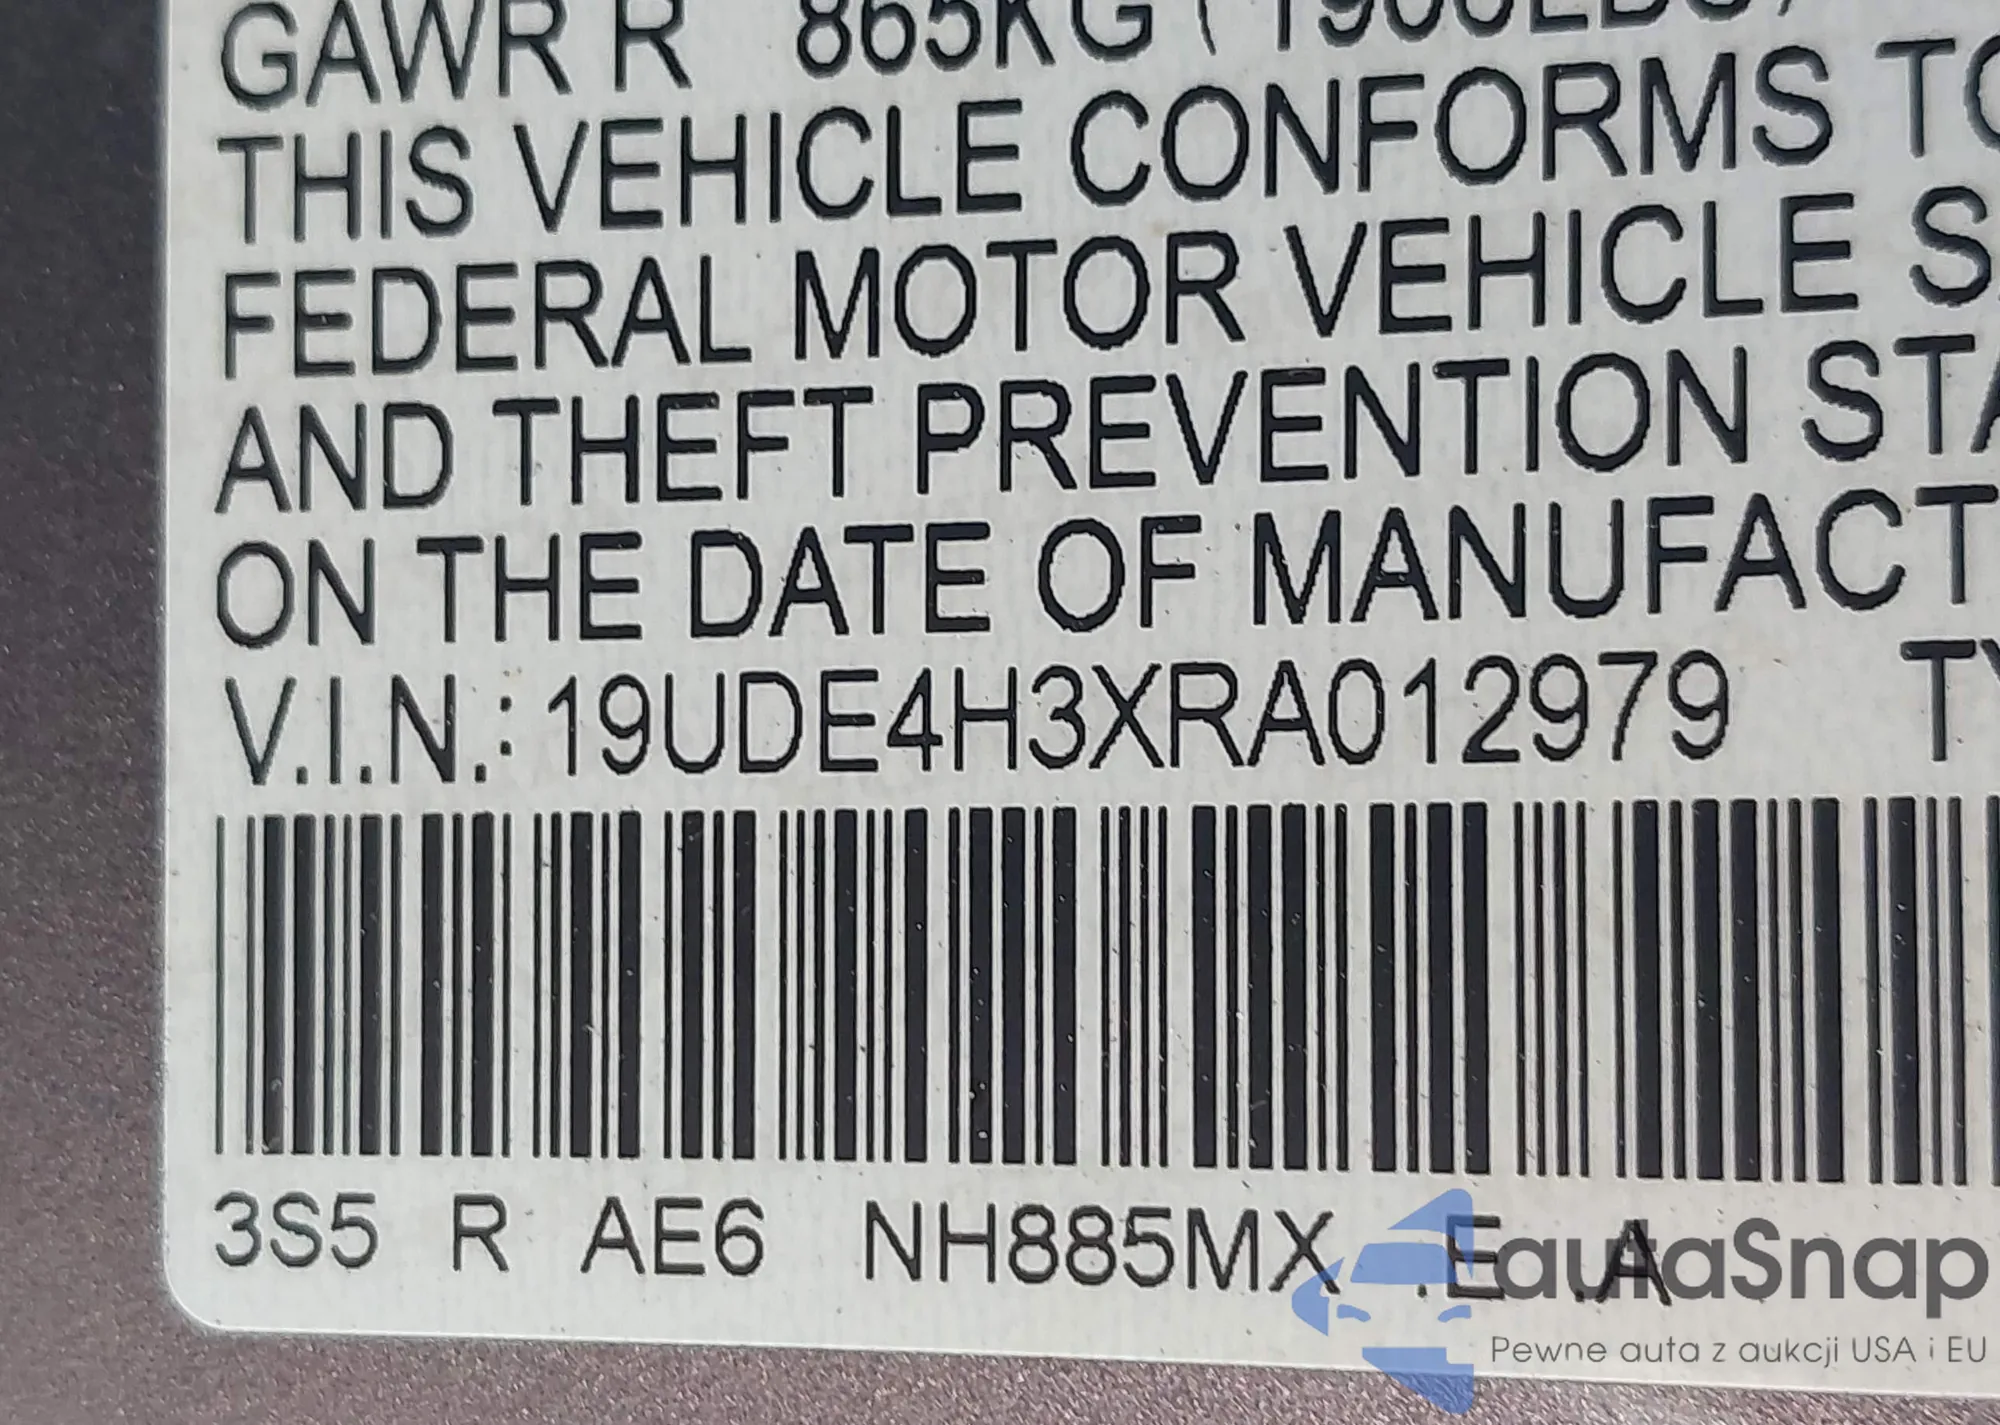 GAWR R 865KG ( 1900LBS)
THIS VEHICLE CONFORMS TO
FEDERAL MOTOR VEHICLE
AND THEFT PREVENTION
ON THE DATE OF
V.I.N.: 19UDE4H3XRA012979
3S5 R AE6 NH885MX .E .A
autaSnap
Pewne auta z aukcji USA i EU